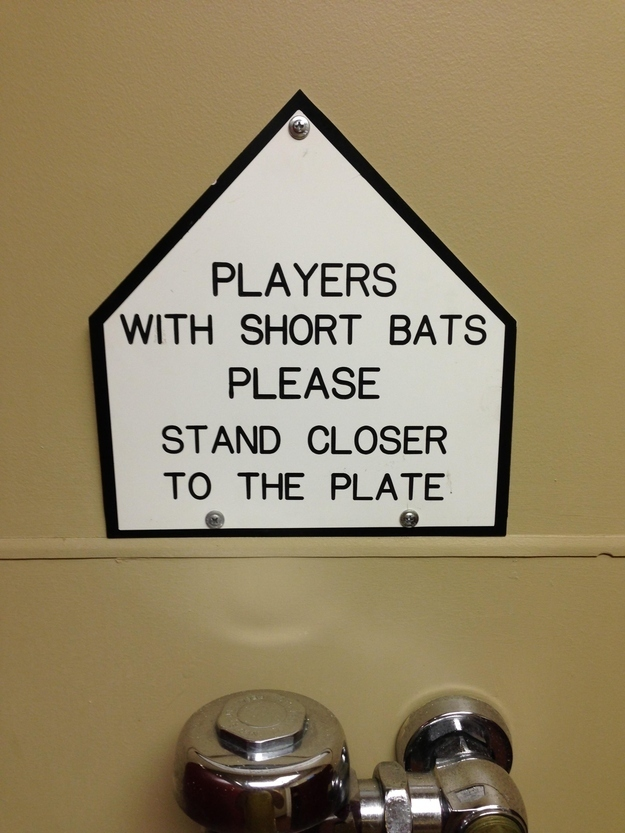 PLAYERS
WITH SHORT BATS
PLEASE
STAND CLOSER
TO THE PLATE